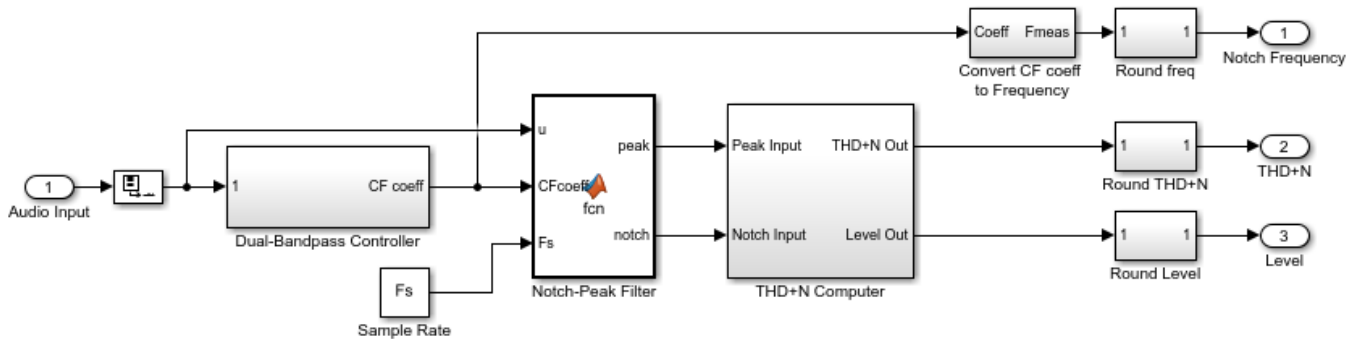 Coeff Fmeas
1 1
1
Convert CF coeff
to Frequency
Round freq
Notch Frequency
u
peak
Peak Input
THD+N Out
1 1
2
Round THD+N
THD+N
1
Audio Input
1
CF coeff
CFcoeff
fcn
Dual-Bandpass Controller
Fs
notch
Notch Input
Level Out
1 1
3
Round Level
Level
Fs
Sample Rate
Notch-Peak Filter
THD+N Computer